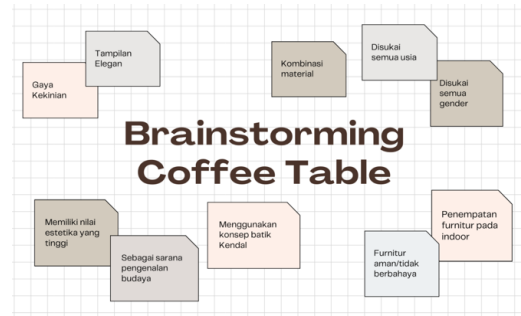 Tampilan
Elegan
Gaya
Kekinian
Kombinasi
material
Disukai
semua usia
Disukai
semua
gender
Brainstorming
Coffee Table
Memiliki nilai
estetika yang
tinggi
Sebagai sarana
pengenalan
budaya
Menggunakan
konsep batik
Kendal
Penempatan
furnitur pada
indoor
Furnitur
aman/tidak
berbahaya